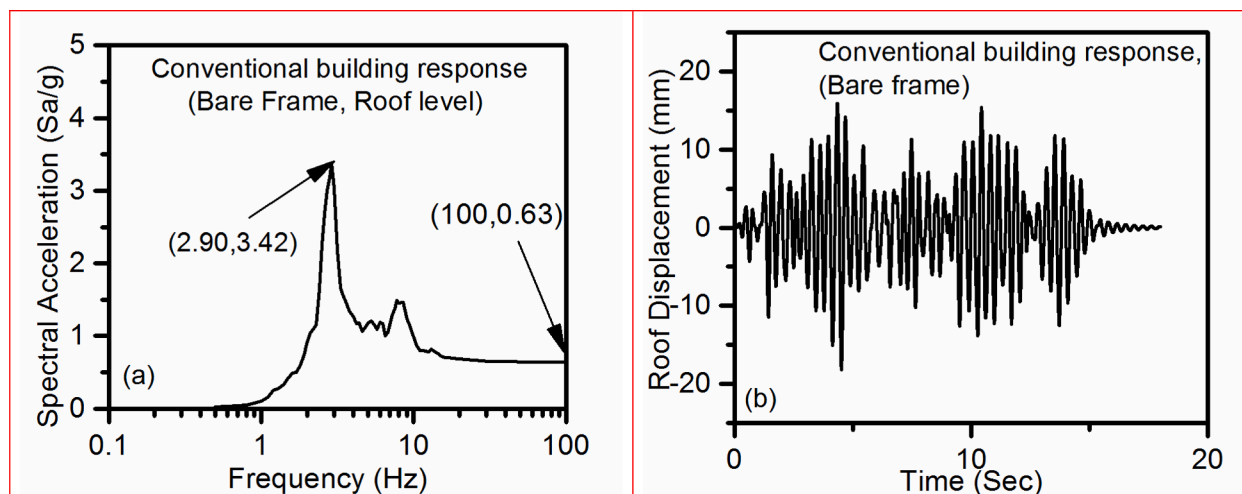 Conventional building response
(Bare Frame, Roof level)
(2.90,3.42)
(100,0.63)
(a)
Spectral Acceleration (Sa/g)
5
4
3
2
1
0
0.1
1
10
100
Frequency (Hz)
Conventional building response,
(Bare frame)
(b)
Roof Displacement (mm)
20
10
0
-10
-20
0
10
20
Time (Sec)